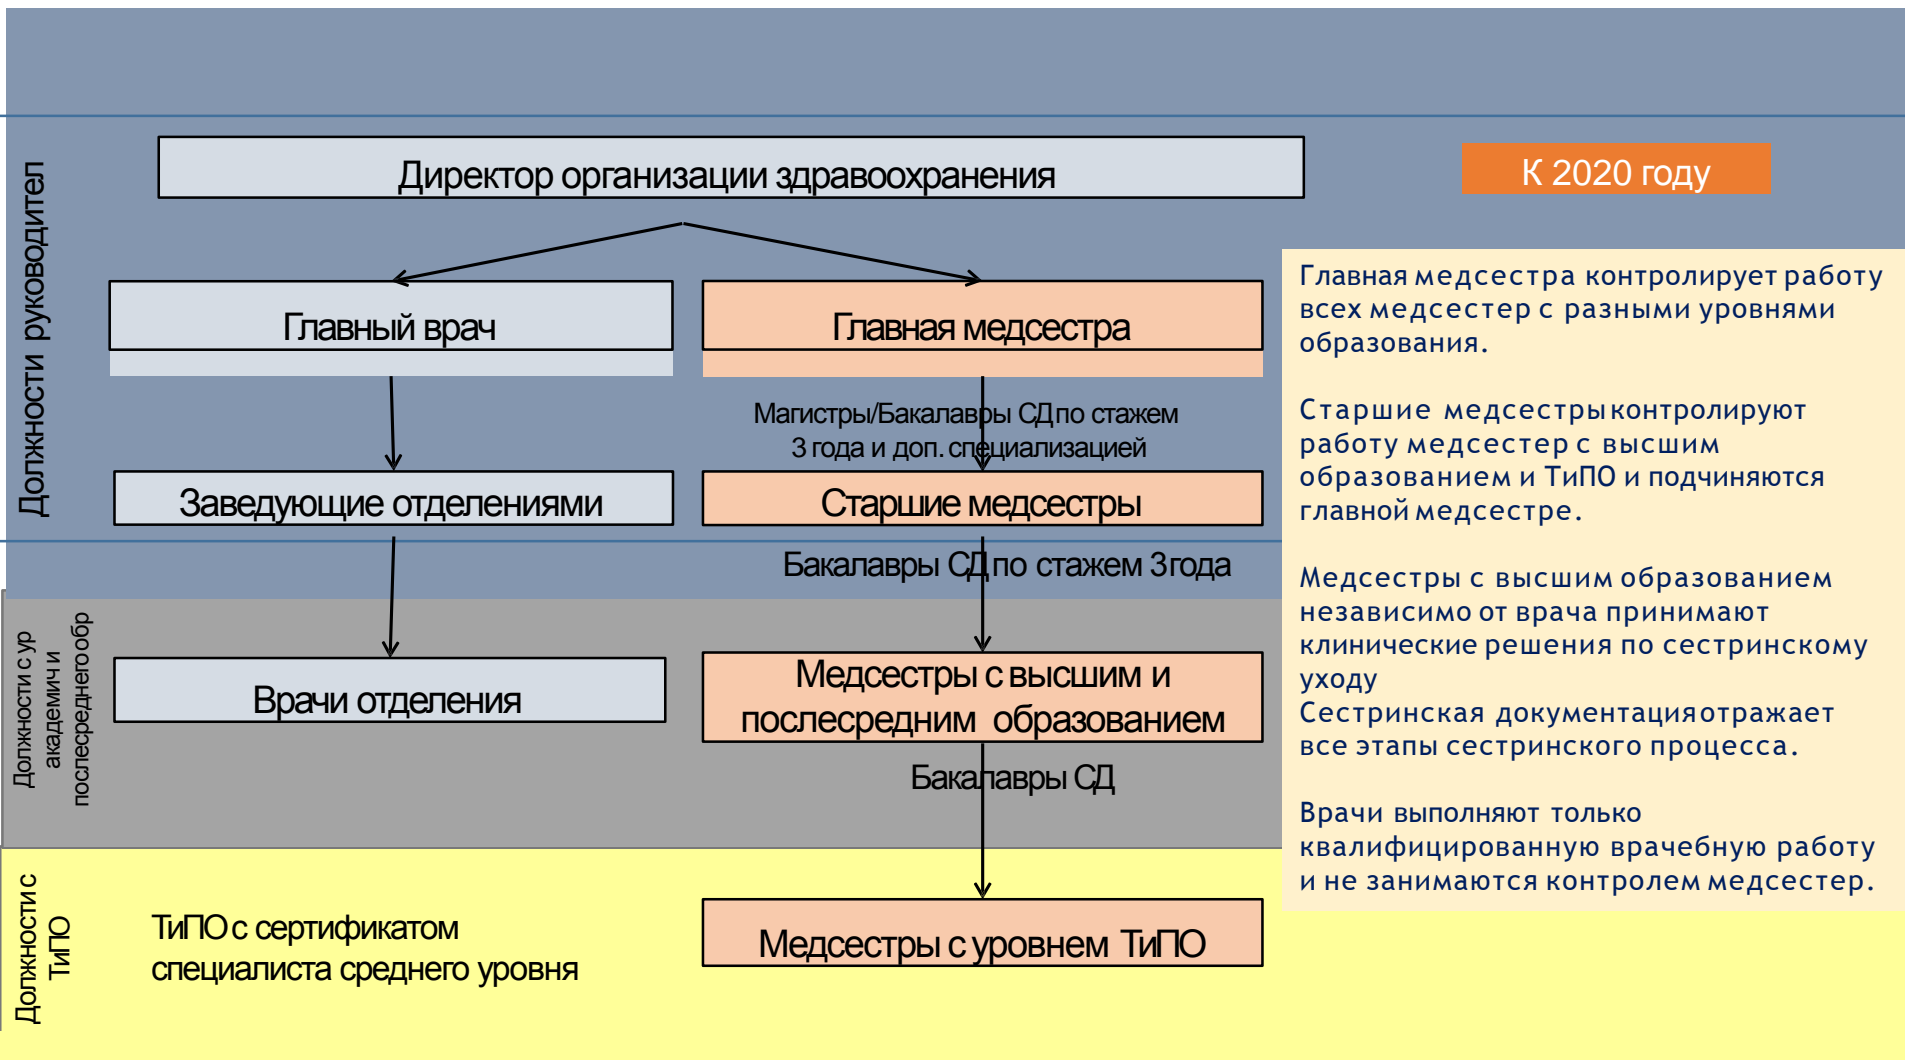 Директор организации здравоохранения
К 2020 году
Должности руководител
Главный врач
Главная медсестра
Магистры/Бакалавры СД по стажем
3 года и доп. специализацией
Заведующие отделениями
Старшие медсестры
Бакалавры СД по стажем 3 года
Должности с ур
академич и
послесреднего обр
Врачи отделения
Медсестры с высшим и
послесредним образованием
Бакалавры СД
Должности с
ТиПО
ТиПО с сертификатом
специалиста среднего уровня
Медсестры с уровнем ТиПО
Главная медсестра контролирует работу
всех медсестер с разными уровнями
образования.
Старшие медсестры контролируют
работу медсестер с высшим
образованием и ТиПО и подчиняются
главной медсестре.
Медсестры с высшим образованием
независимо от врача принимают
клинические решения по сестринскому
уходу
Сестринская документация отражает
все этапы сестринского процесса.
Врачи выполняют только
квалифицированную врачебную работу
и не занимаются контролем медсестер.